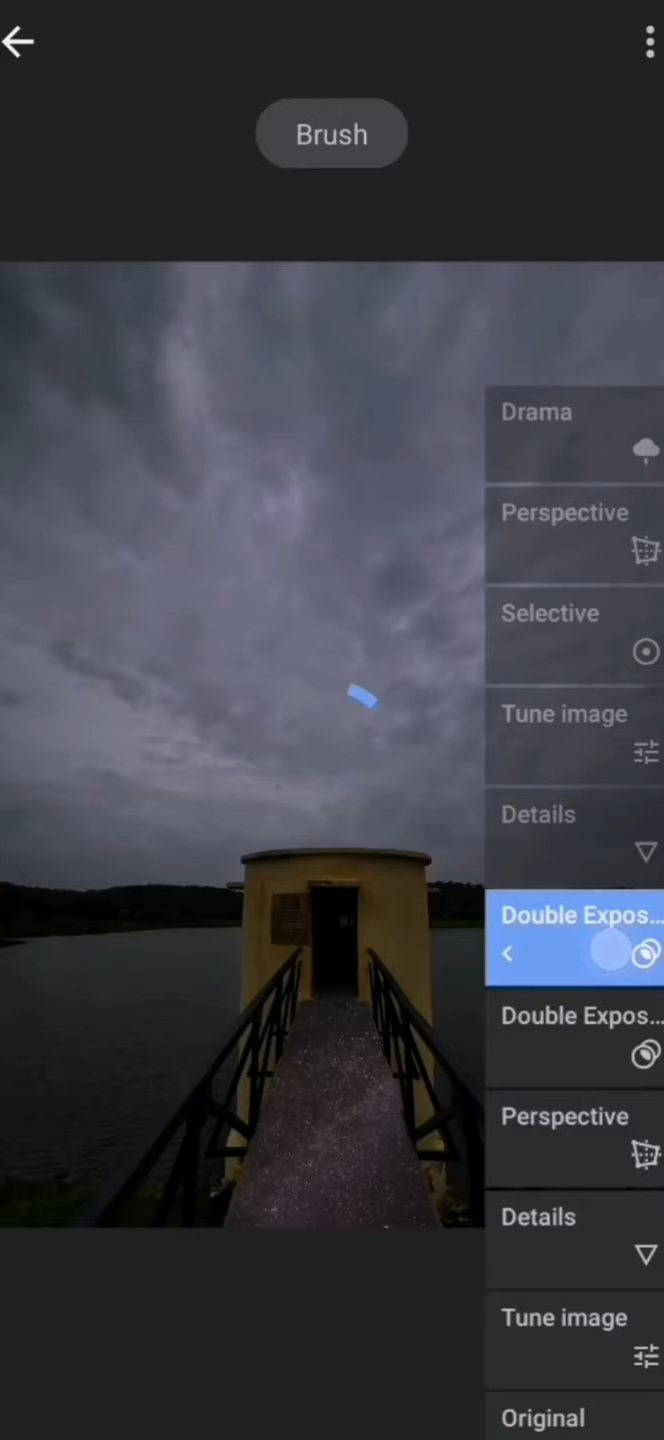 Brush
Drama
Perspective
Selective
Tune image
Details
Double Expos...
Double Expos...
Perspective
Details
Tune image
Original